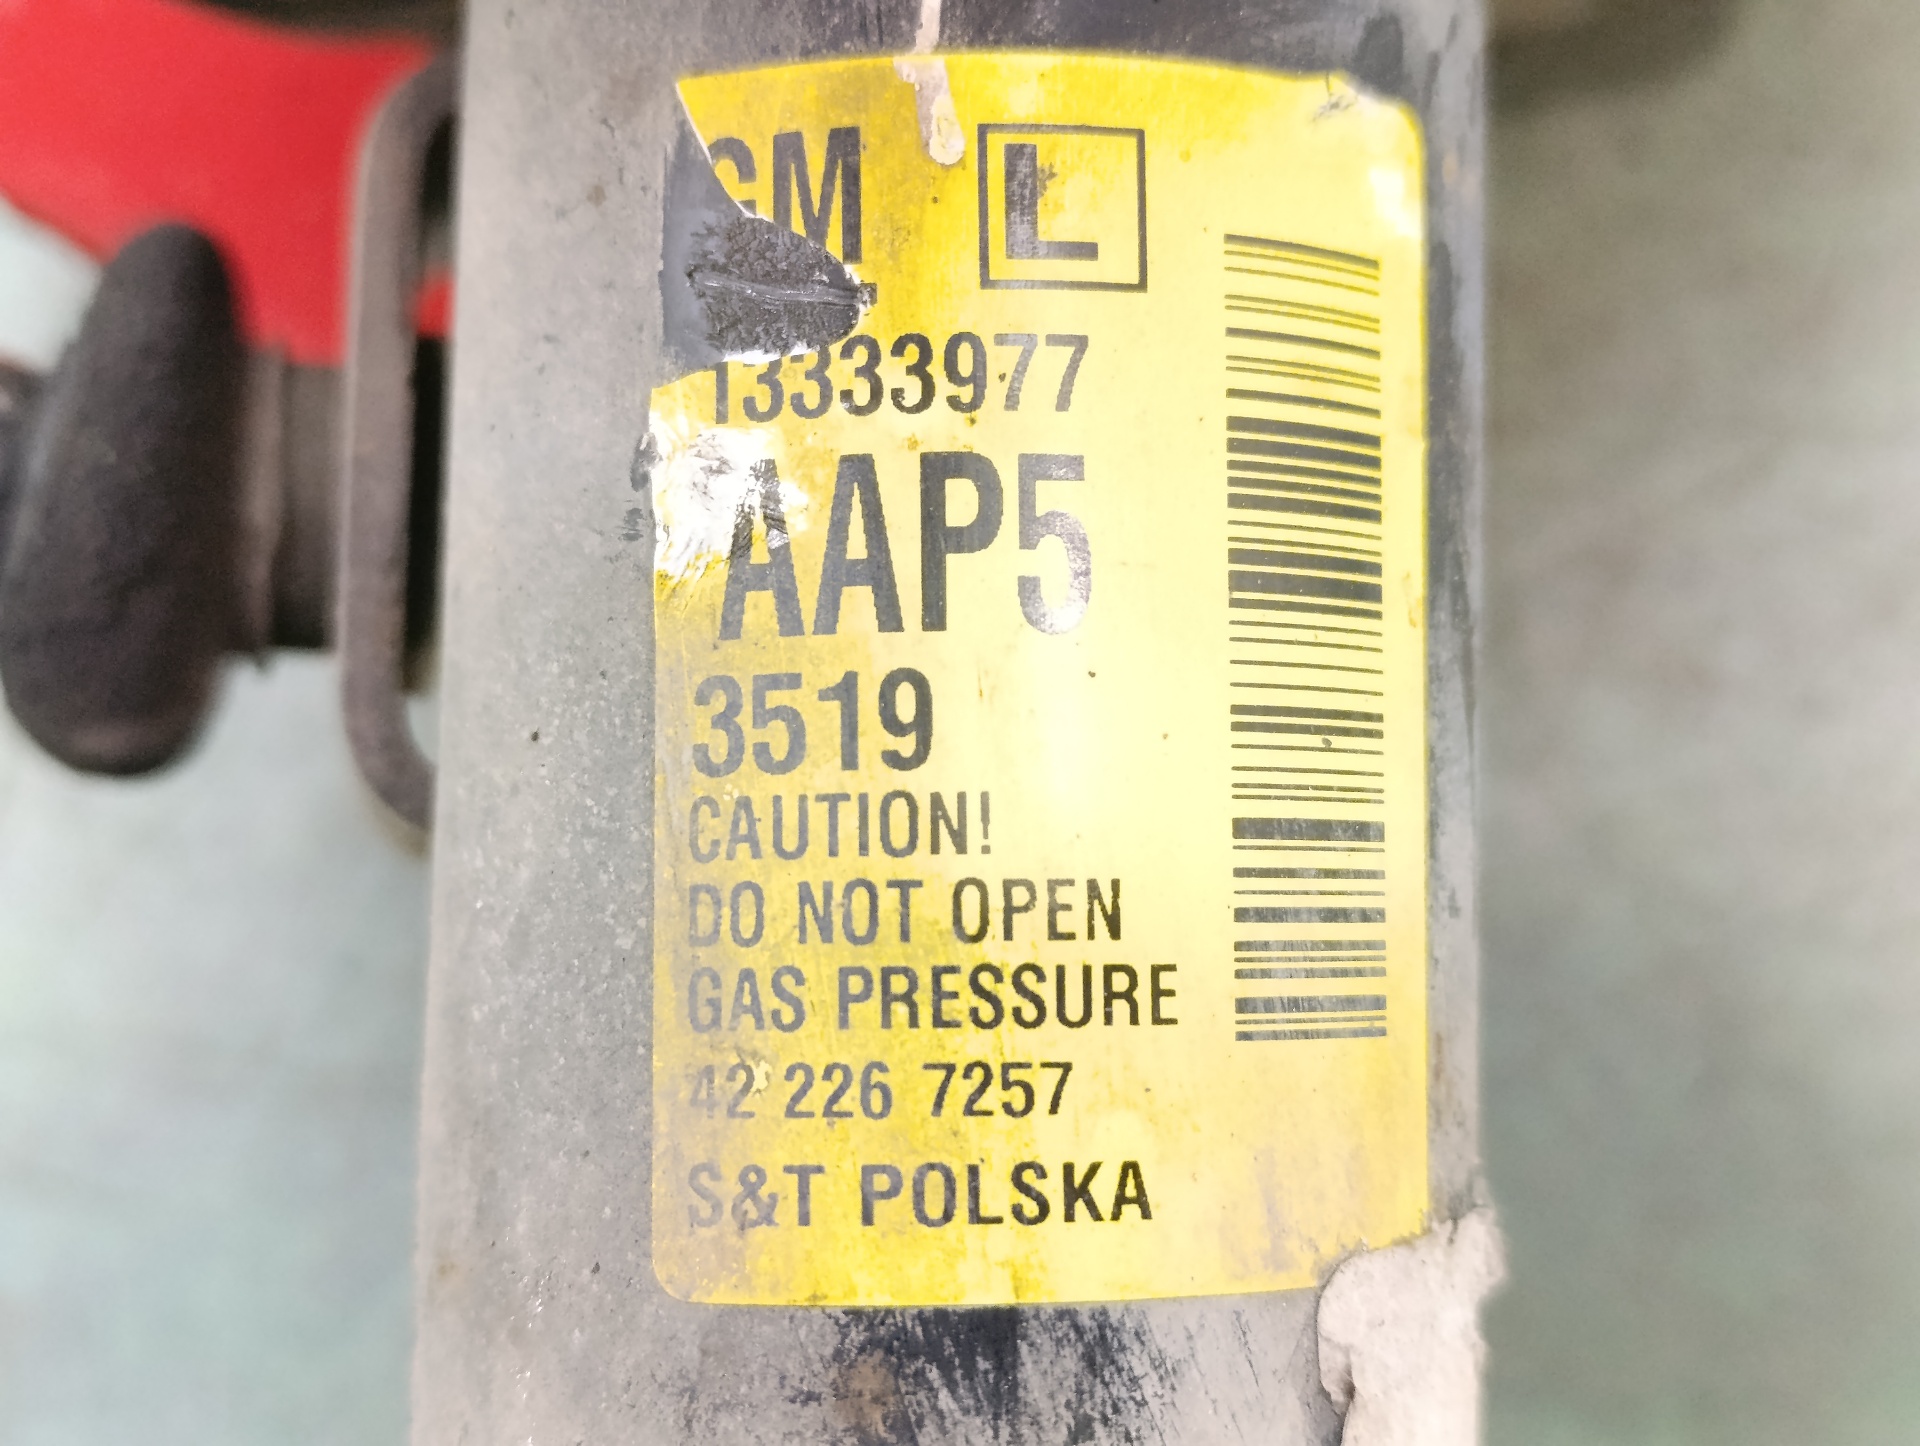 GM L
13333977
AAP5
3519
CAUTION!
DO NOT OPEN
GAS PRESSURE
42 226 7257
S&T POLSKA